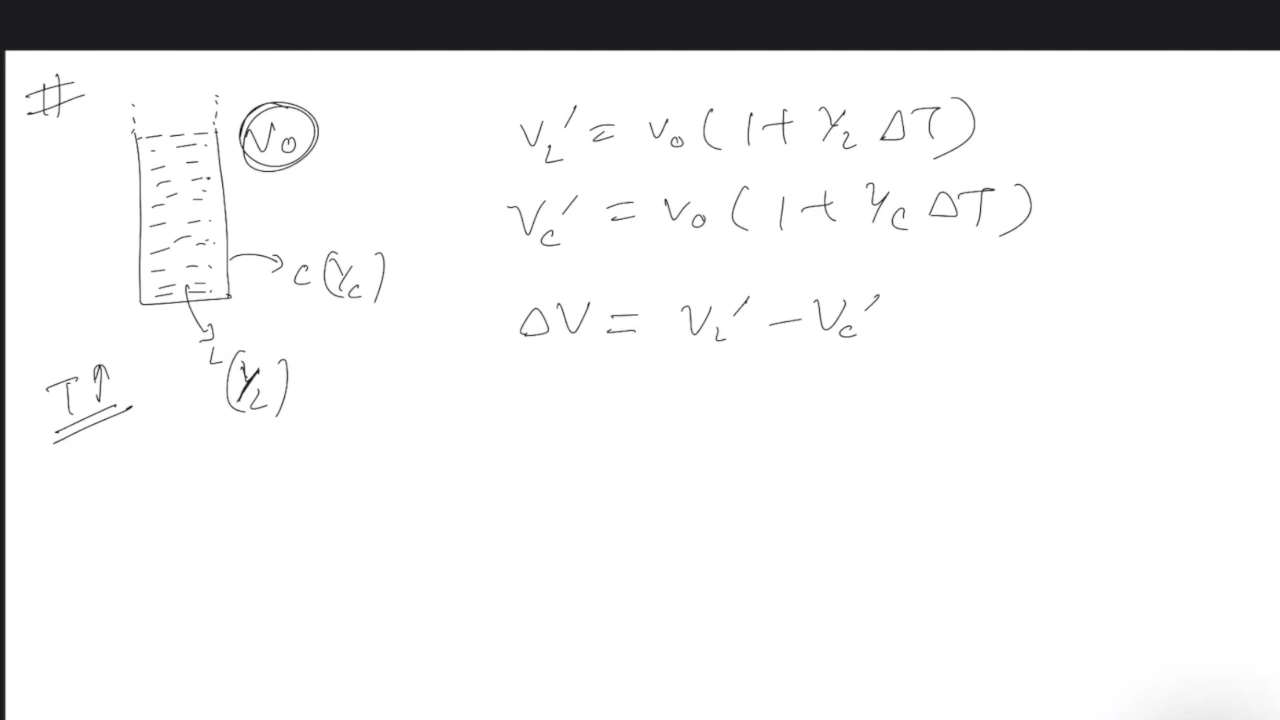 #
V₀
C (γc)
L (γL)
T↑
VL′ = V₀ ( 1 + γL ΔT )
Vc′ = V₀ ( 1 + γc ΔT )
ΔV = VL′ − Vc′